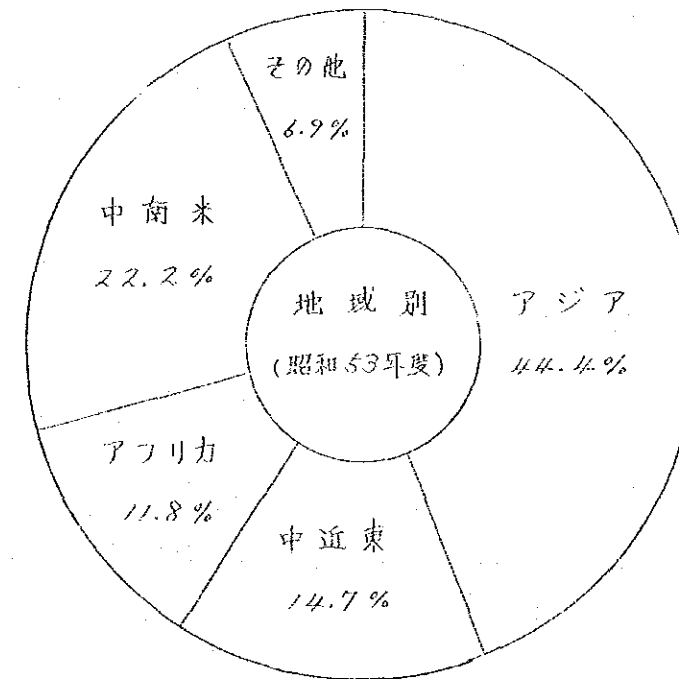 その他
6.9%
中南米
22.2%
地域別
(昭和53年度)
アジア
44.4%
アフリカ
11.8%
中近東
14.7%